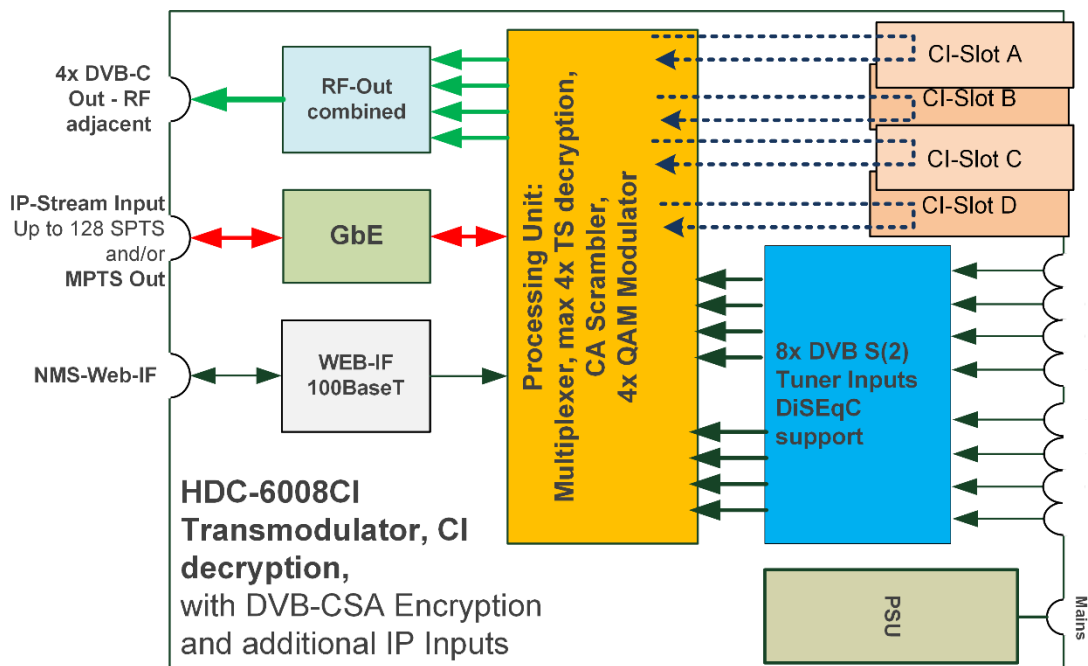 4x DVB-C
Out - RF
adjacent
RF-Out
combined
IP-Stream Input
Up to 128 SPTS
and/or
MPTS Out
GbE
NMS-Web-IF
WEB-IF
100BaseT
Processing Unit:
Multiplexer, max 4x TS decryption,
CA Scrambler,
4x QAM Modulator
CI-Slot A
CI-Slot B
CI-Slot C
CI-Slot D
8x DVB S(2)
Tuner Inputs
DiSEqC
support
HDC-6008CI
Transmodulator, CI
decryption,
with DVB-CSA Encryption
and additional IP Inputs
PSU
Mains